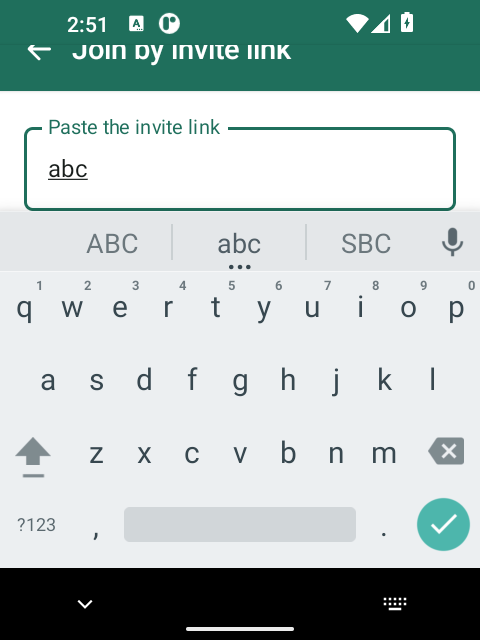 2:51
Join by invite link
Paste the invite link
abc
ABC abc SBC
1 2 3 4 5 6 7 8 9 0
q w e r t y u i o p
a s d f g h j k l
z x c v b n m
?123 , .